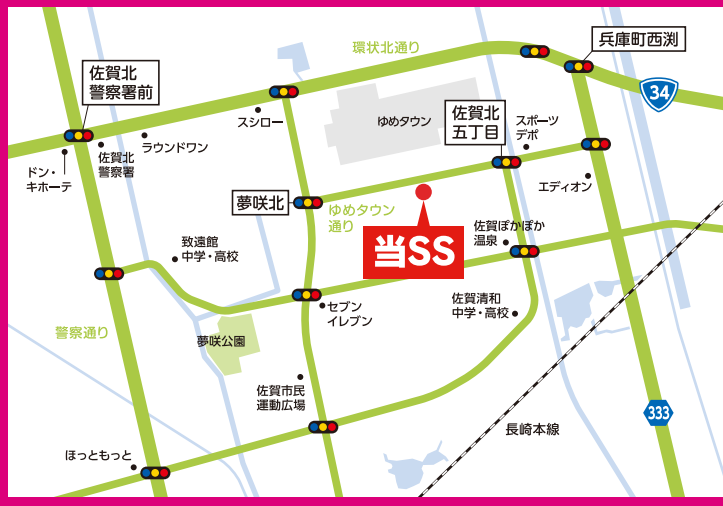 環状北通り
兵庫町西渕
34
佐賀北
警察署前
スシロー
ゆめタウン
佐賀北
五丁目
スポーツ
デポ
ラウンドワン
佐賀北
警察署
ドン・
キホーテ
エディオン
夢咲北
ゆめタウン
通り
当SS
佐賀ぽかぽか
温泉
致遠館
中学・高校
佐賀清和
中学・高校
セブン
イレブン
警察通り
夢咲公園
佐賀市民
運動広場
333
長崎本線
ほっともっと